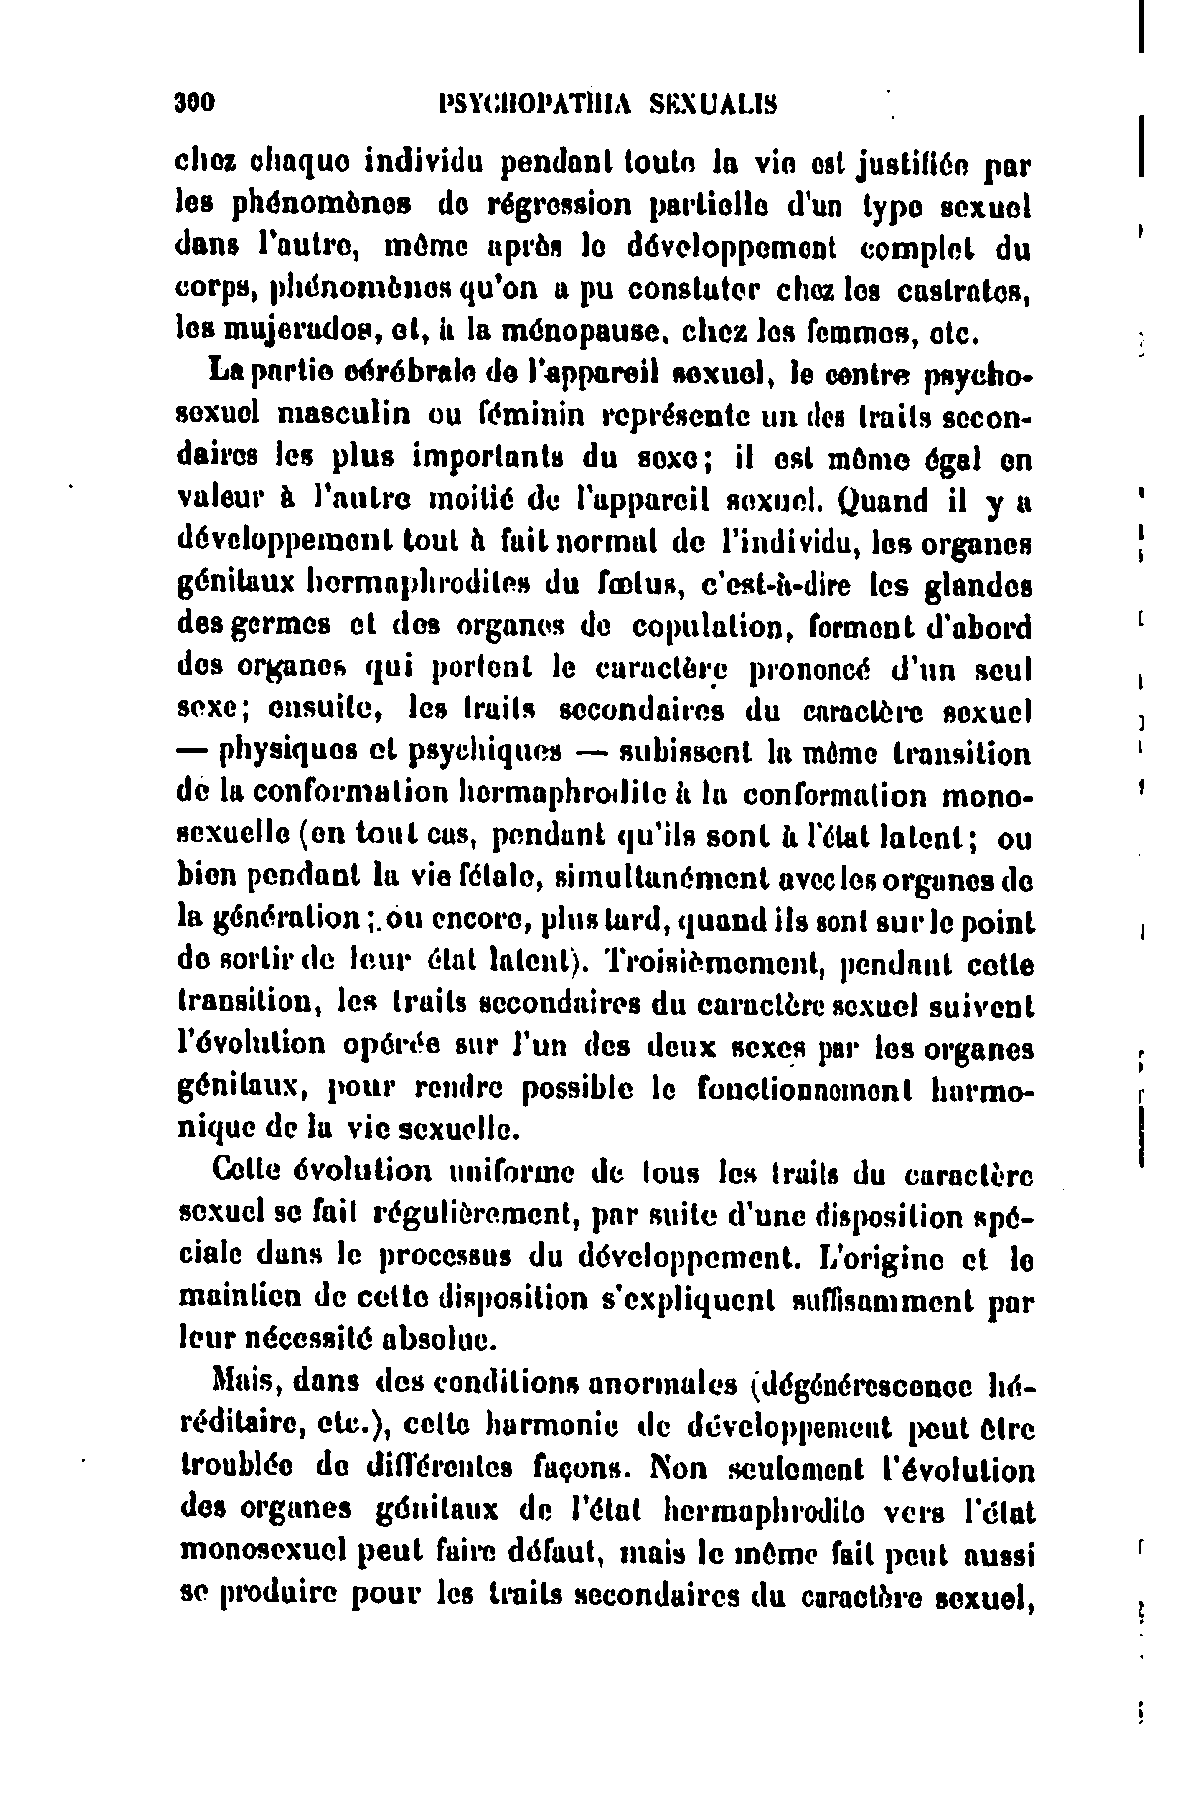 300 PSYCHOPATHIA SEXUALIS
chez chaque individu pendant toute la vie est justifiée par
les phénomènes de régression partielle d'un type sexuel
dans l'autre, même après le développement complet du
corps, phénomènes qu'on a pu constater chez les castrates,
les mujerados, et, à la ménopause, chez les femmes, etc.
La partie cérébrale de l'appareil sexuel, le centre psycho-
sexuel masculin ou féminin représente un des traits secon-
daires les plus importants du sexe; il est même égal en
valeur à l'autre moitié de l'appareil sexuel. Quand il y a
développement tout à fait normal de l'individu, les organes
génitaux hermaphrodites du fœtus, c'est-à-dire les glandes
des germes et des organes de copulation, forment d'abord
des organes qui portent le caractère prononcé d'un seul
sexe; ensuite, les traits secondaires du caractère sexuel
— physiques et psychiques — subissent la même transition
de la conformation hermaphrodite à la conformation mono-
sexuelle (en tout cas, pendant qu'ils sont à l'état latent; ou
bien pendant la vie fétale, simultanément avec les organes de
la génération; ou encore, plus tard, quand ils sont sur le point
de sortir de leur état latent). Troisièmement, pendant cette
transition, les traits secondaires du caractère sexuel suivent
l'évolution opérée sur l'un des deux sexes par les organes
génitaux, pour rendre possible le fonctionnement harmo-
nique de la vie sexuelle.
Cette évolution uniforme de tous les traits du caractère
sexuel se fait régulièrement, par suite d'une disposition spé-
ciale dans le processus du développement. L'origine et le
maintien de cette disposition s'expliquent suffisamment par
leur nécessité absolue.
Mais, dans des conditions anormales (dégénérescence hé-
réditaire, etc.), cette harmonie de développement peut être
troublée de différentes façons. Non seulement l'évolution
des organes génitaux de l'état hermaphrodite vers l'état
monosexuel peut faire défaut, mais le même fait peut aussi
se produire pour les traits secondaires du caractère sexuel,